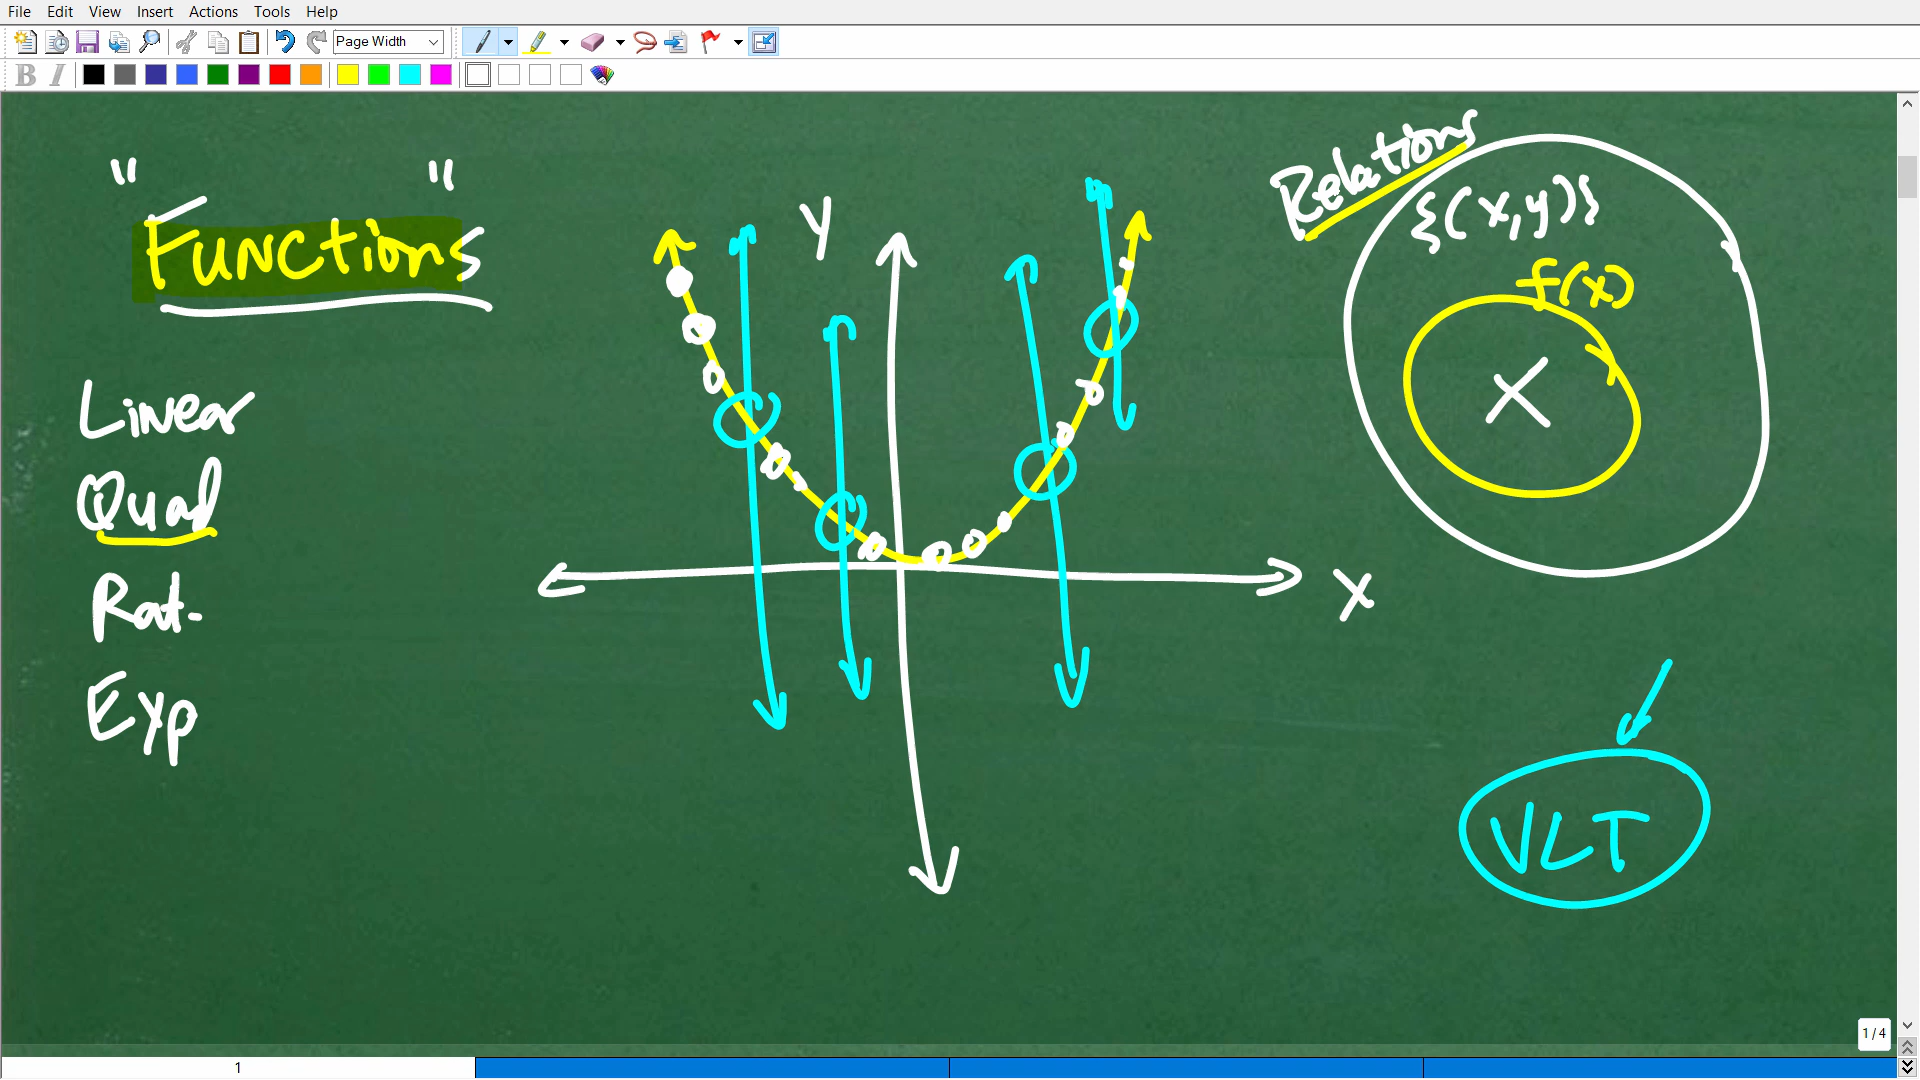 File Edit View Insert Actions Tools Help
Page Width
B I
" "
Functions
Linear
Quad
Rat.
Exp
y
x
Relations
{(x,y)}
f(x)
X
VLT
1 / 4
1